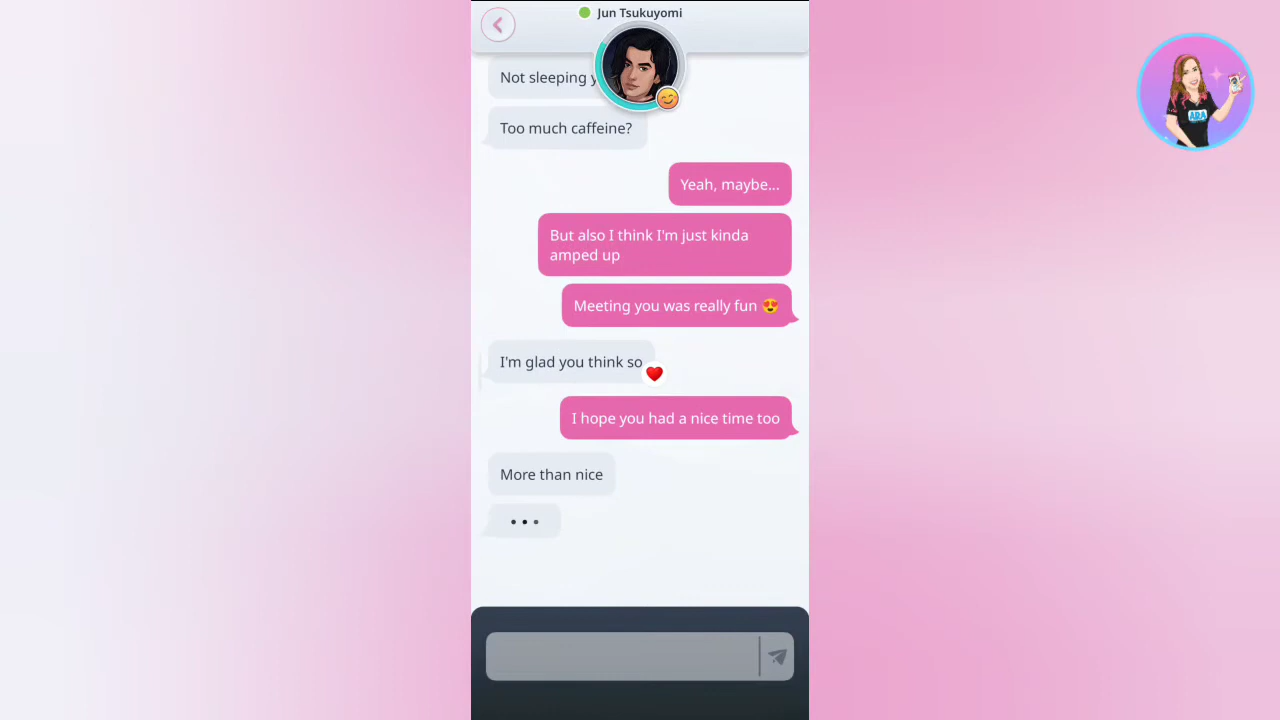 Jun Tsukuyomi
Not sleeping
Too much caffeine?
Yeah, maybe...
But also I think I'm just kinda
amped up
Meeting you was really fun 😍
I'm glad you think so
I hope you had a nice time too
More than nice
ARA